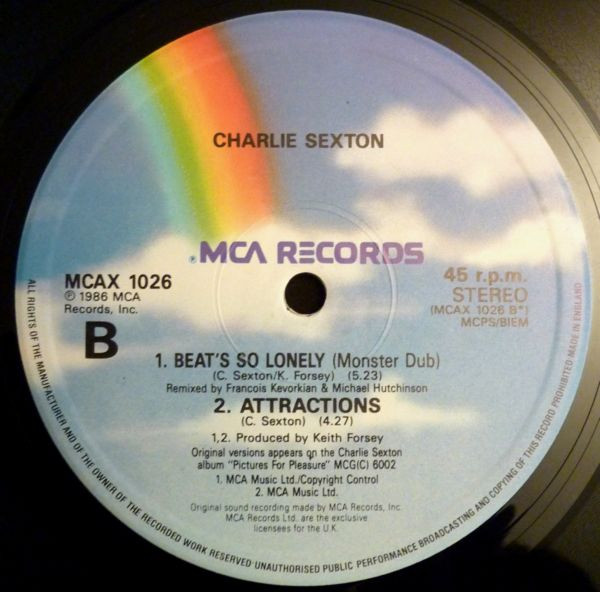 CHARLIE SEXTON
® MCA RECORDS
MCAX 1026
℗ 1986 MCA
Records, Inc.
B
45 r.p.m.
STEREO
(MCAX 1026 B*)
MCPS/BIEM
1. BEAT'S SO LONELY (Monster Dub)
(C. Sexton/K. Forsey) (5.23)
Remixed by Francois Kevorkian & Michael Hutchinson
2. ATTRACTIONS
(C. Sexton) (4.27)
1,2. Produced by Keith Forsey
Original versions appears on the Charlie Sexton
album "Pictures For Pleasure" MCG(C) 6002
1. MCA Music Ltd./Copyright Control
2. MCA Music Ltd.
Original sound recording made by MCA Records, Inc.
MCA Records Ltd. are the exclusive
licensees for the U.K.
ALL RIGHTS OF THE MANUFACTURER AND OF THE OWNER OF THE RECORDED WORK RESERVED UNAUTHORISED PUBLIC PERFORMANCE BROADCASTING AND COPYING OF THIS RECORD PROHIBITED MADE IN ENGLAND